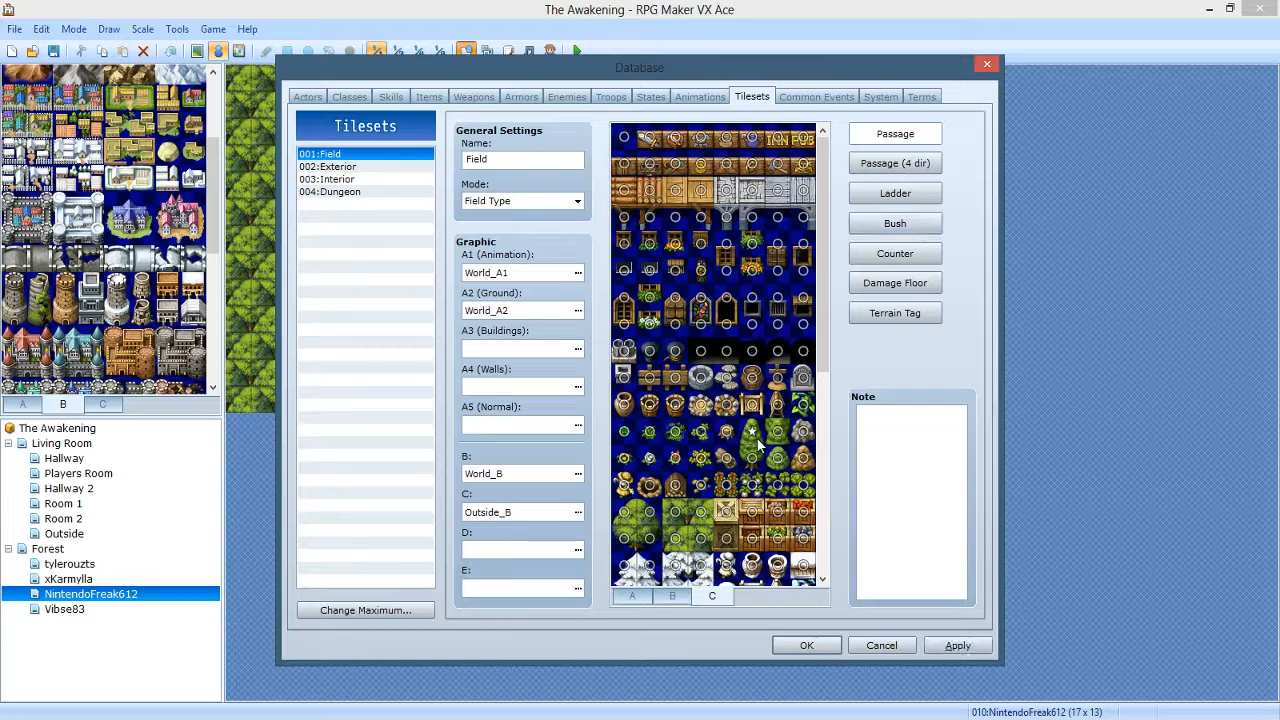 The Awakening - RPG Maker VX Ace
File Edit Mode Draw Scale Tools Game Help
Database
Actors Classes Skills Items Weapons Armors Enemies Troops States Animations Tilesets Common Events System Terms
Tilesets
001:Field
002:Exterior
003:Interior
004:Dungeon
Change Maximum...
General Settings
Name:
Field
Mode:
Field Type
Graphic
A1 (Animation):
World_A1
A2 (Ground):
World_A2
A3 (Buildings):
A4 (Walls):
A5 (Normal):
B:
World_B
C:
Outside_B
D:
E:
INN PUB
A B C
Passage
Passage (4 dir)
Ladder
Bush
Counter
Damage Floor
Terrain Tag
Note
OK Cancel Apply
A B C
The Awakening
Living Room
Hallway
Players Room
Hallway 2
Room 1
Room 2
Outside
Forest
tylerouzts
xKarmylla
NintendoFreak612
Vibse83
010:NintendoFreak612 (17 x 13)